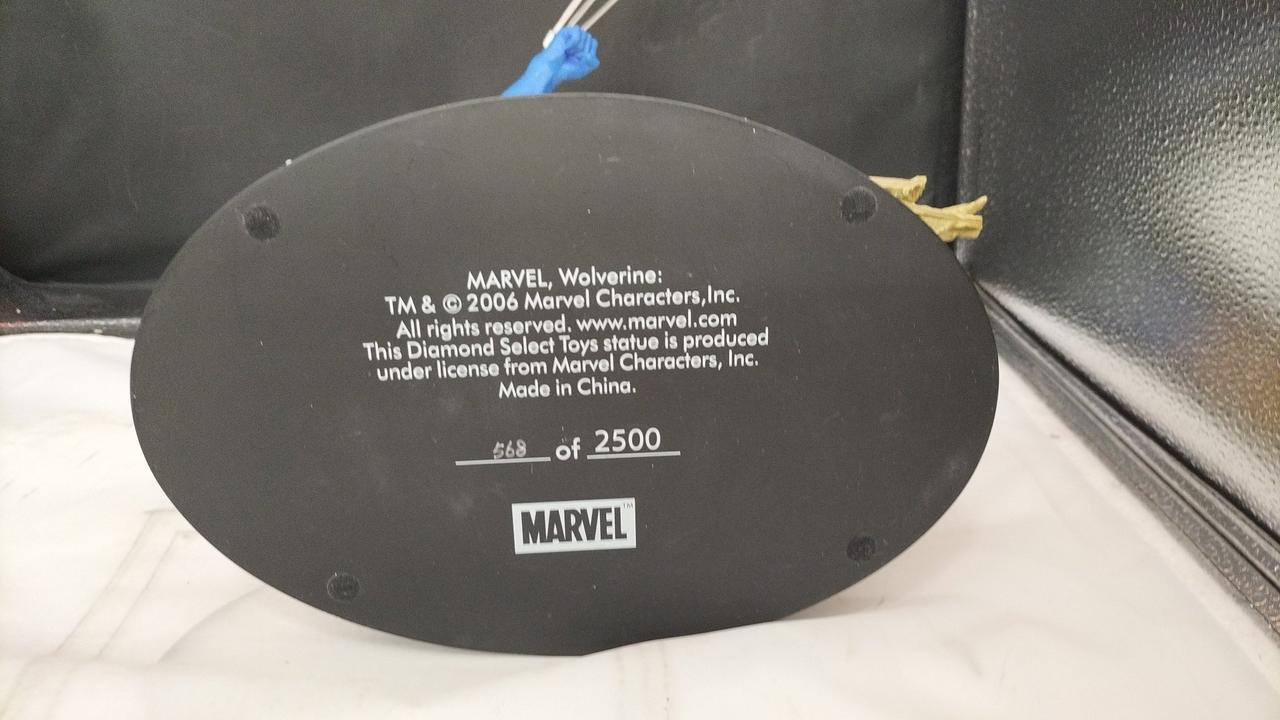 MARVEL, Wolverine:
TM & © 2006 Marvel Characters,Inc.
All rights reserved. www.marvel.com
This Diamond Select Toys statue is produced
under license from Marvel Characters, Inc.
Made in China.
568 of 2500
MARVEL™